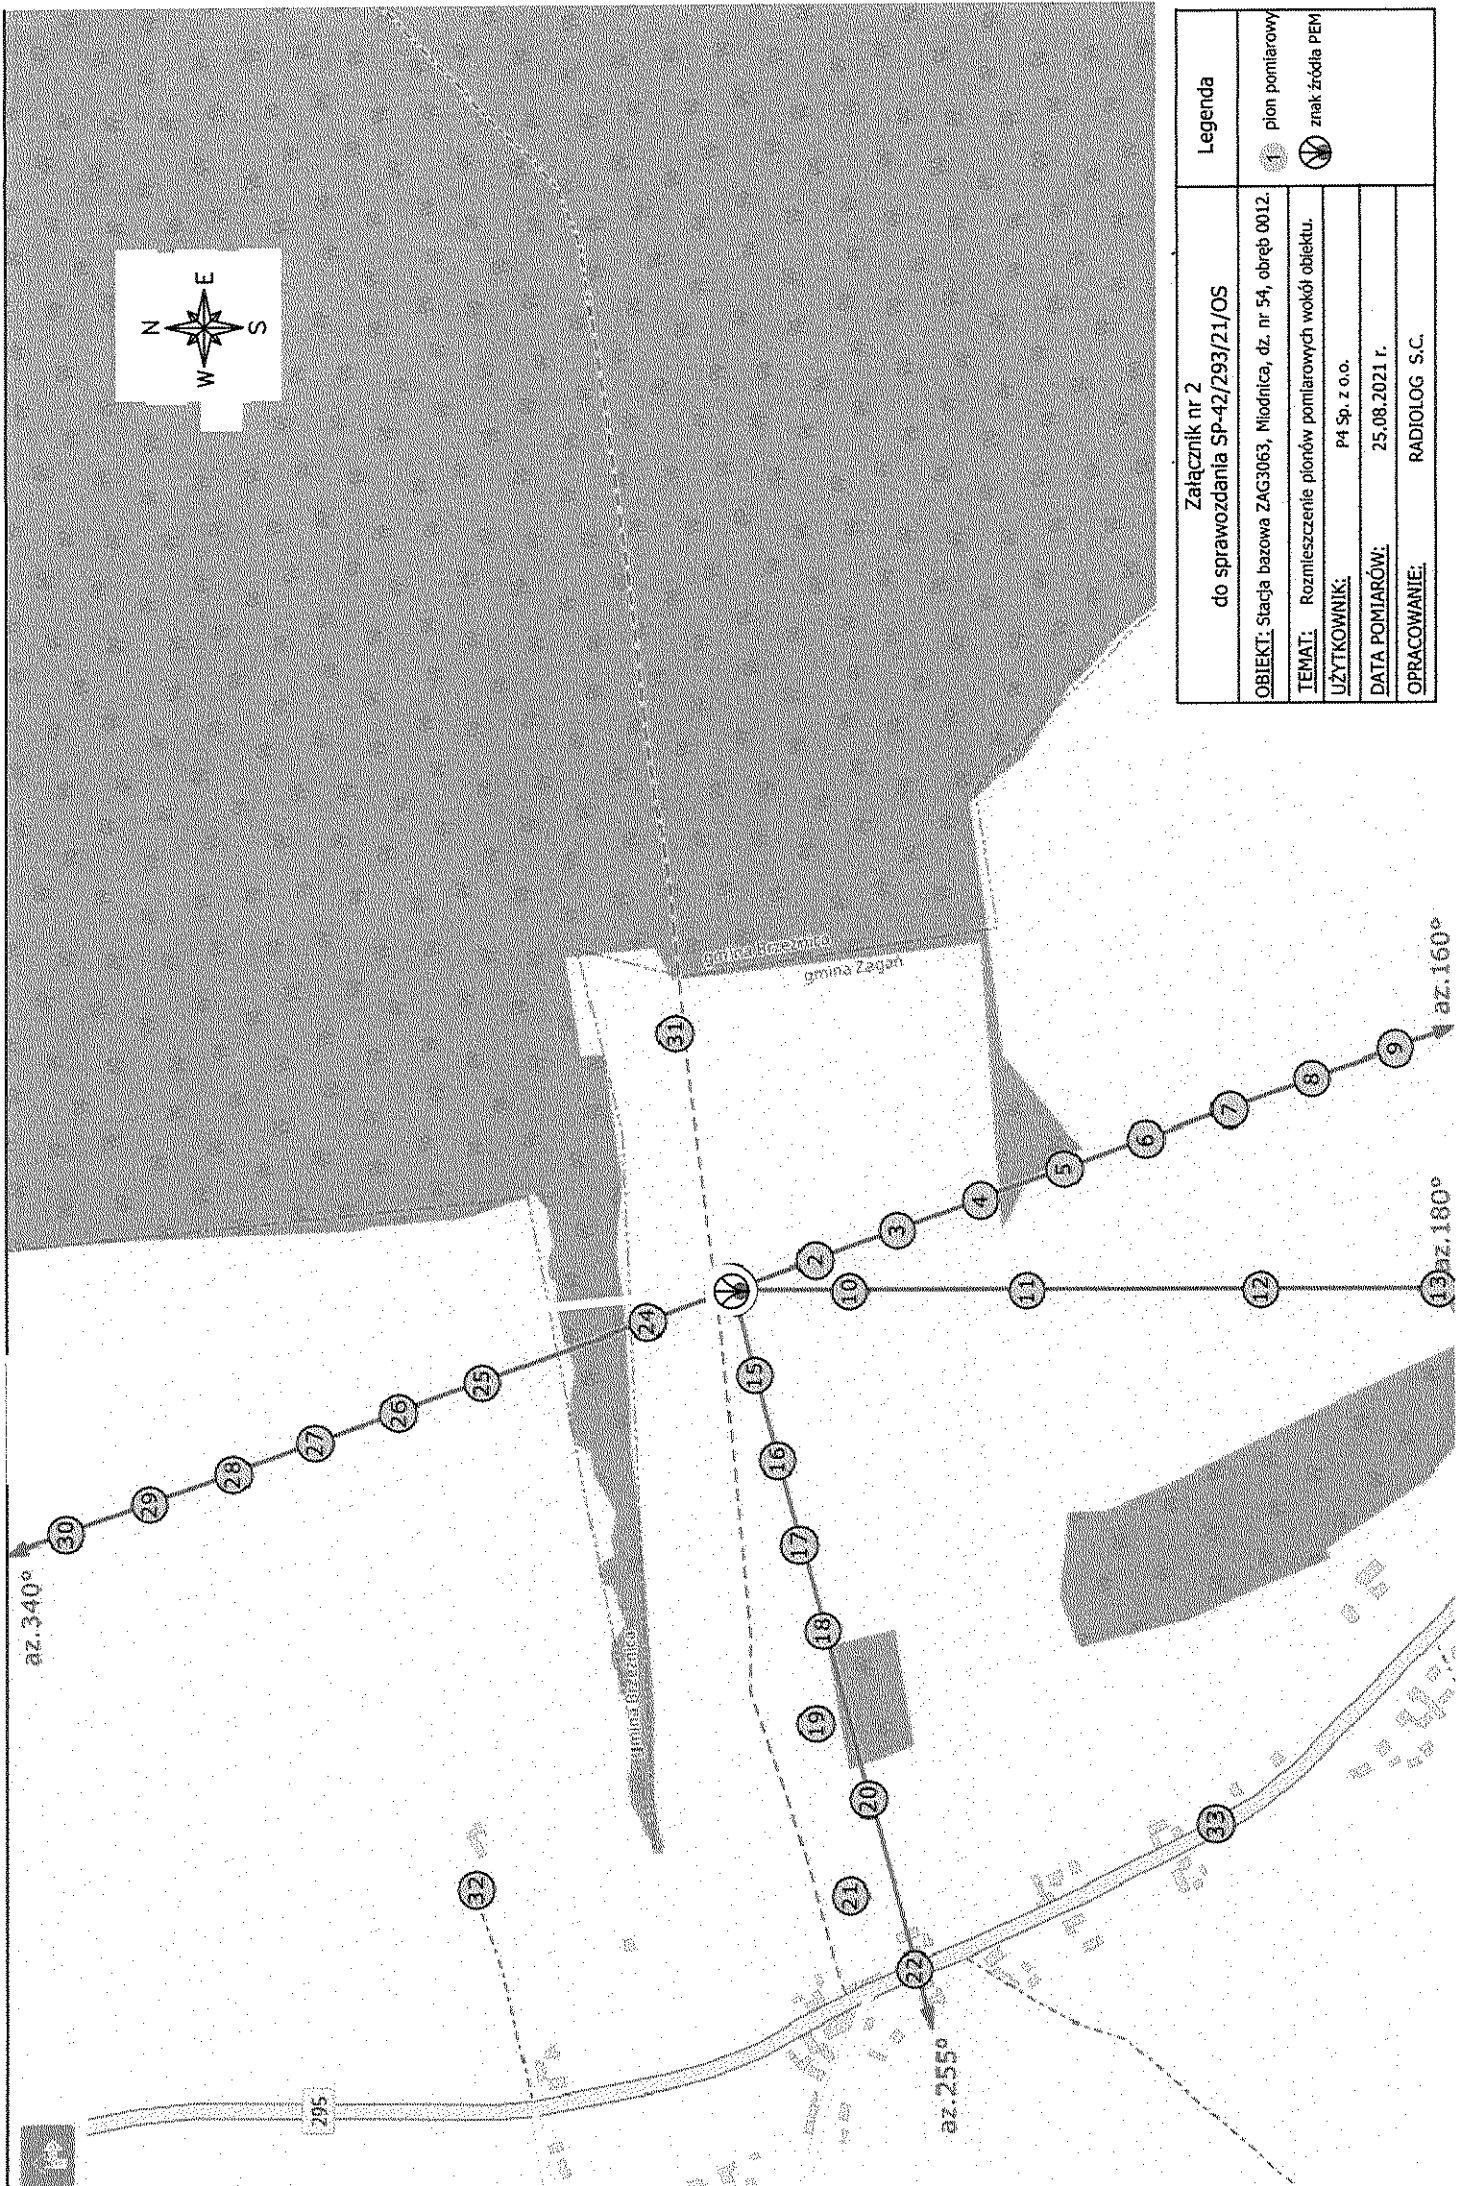 az.340°
30
29
28
27
26
25
24
32
295
N
W
E
S
31
gmina Brzeźnica
gmina Żagań
gmina Brzeźnica
2
3
4
5
6
7
8
9
az.160°
10
11
12
13
az.180°
15
16
17
18
19
20
21
22
az.255°
33
Załącznik nr 2
do sprawozdania SP-42/293/21/OS
OBIEKT: Stacja bazowa ZAG3063, Miodnica, dz. nr 54, obręb 0012.
TEMAT: Rozmieszczenie pionów pomiarowych wokół obiektu.
UŻYTKOWNIK: P4 Sp. z o.o.
DATA POMIARÓW: 25.08.2021 r.
OPRACOWANIE: RADIOLOG S.C.
Legenda
1 pion pomiarowy
znak źródła PEM